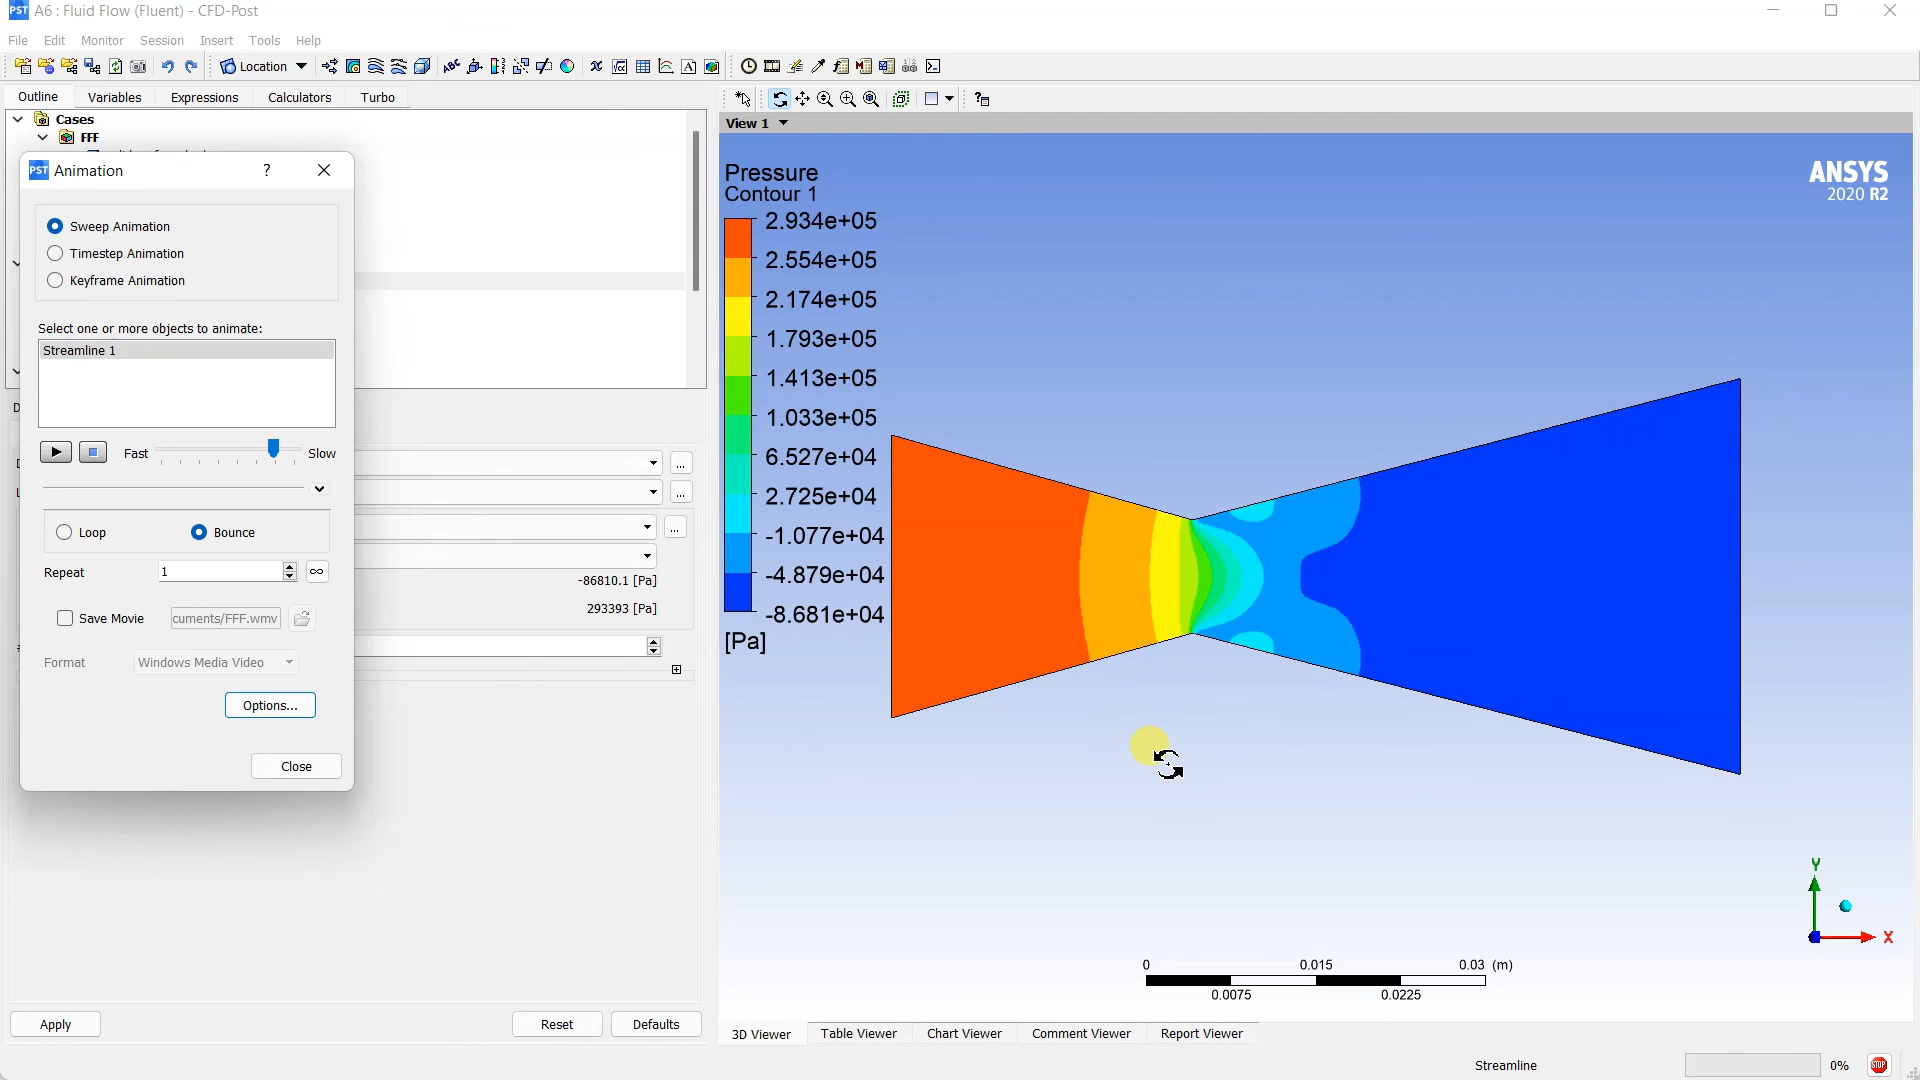 PST A6 : Fluid Flow (Fluent) - CFD-Post
File Edit Monitor Session Insert Tools Help
Location
Outline Variables Expressions Calculators Turbo
Cases
FFF
PST Animation ?
Sweep Animation
Timestep Animation
Keyframe Animation
Select one or more objects to animate:
Streamline 1
Fast Slow
Loop Bounce
Repeat 1
Save Movie cuments/FFF.wmv
Format Windows Media Video
Options...
Close
-86810.1 [Pa]
293393 [Pa]
Apply Reset Defaults
View 1
Pressure
Contour 1
2.934e+05
2.554e+05
2.174e+05
1.793e+05
1.413e+05
1.033e+05
6.527e+04
2.725e+04
-1.077e+04
-4.879e+04
-8.681e+04
[Pa]
ANSYS
2020 R2
Y
X
0 0.015 0.03 (m)
0.0075 0.0225
3D Viewer Table Viewer Chart Viewer Comment Viewer Report Viewer
Streamline 0% STOP